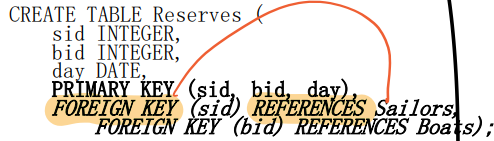 CREATE TABLE Reserves (
sid INTEGER,
bid INTEGER,
day DATE,
PRIMARY KEY (sid, bid, day),
FOREIGN KEY (sid) REFERENCES Sailors,
FOREIGN KEY (bid) REFERENCES Boats);